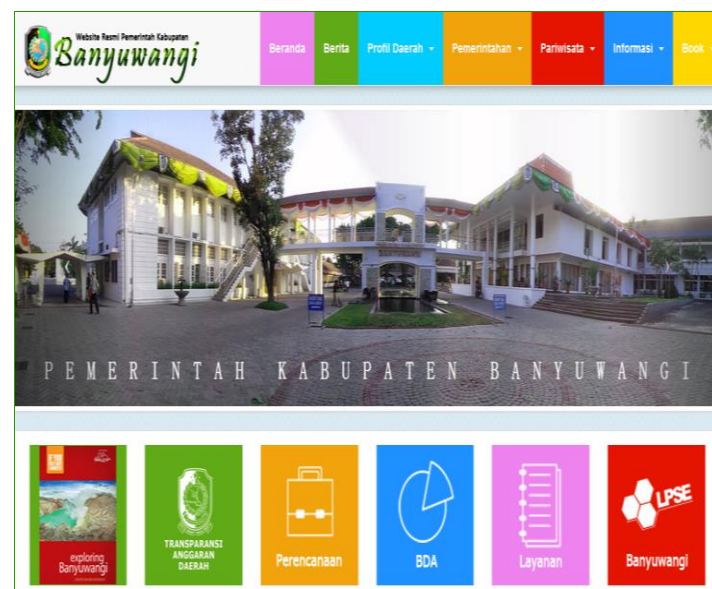 Website Resmi Pemerintah Kabupaten
Banyuwangi
Beranda Berita Profil Daerah Pemerintahan Pariwisata Informasi Book
PEMERINTAH KABUPATEN BANYUWANGI
exploring
Banyuwangi
TRANSPARANSI
ANGGARAN
DAERAH
Perencanaan
BDA
Layanan
LPSE
Banyuwangi